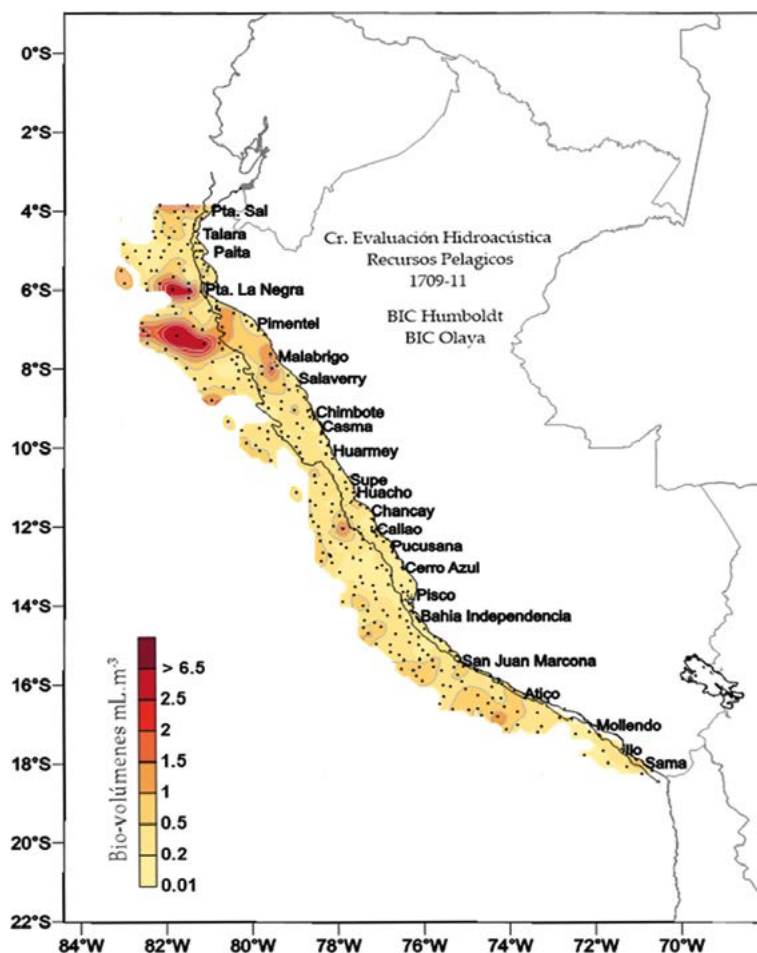 0°S
2°S
4°S
6°S
8°S
10°S
12°S
14°S
16°S
18°S
20°S
22°S
84°W
82°W
80°W
78°W
76°W
74°W
72°W
70°W
Cr. Evaluación Hidroacústica
Recursos Pelagicos
1709-11
BIC Humboldt
BIC Olaya
Pta. Sal
Talara
Paita
Pta. La Negra
Pimentel
Malabrigo
Salaverry
Chimbote
Casma
Huarmey
Supe
Huacho
Chancay
Callao
Pucusana
Cerro Azul
Pisco
Bahia Independencia
San Juan Marcona
Atico
Mollendo
Ilo
Sama
Bio-volúmenes mL.m⁻³
> 6.5
2.5
2
1.5
1
0.5
0.2
0.01